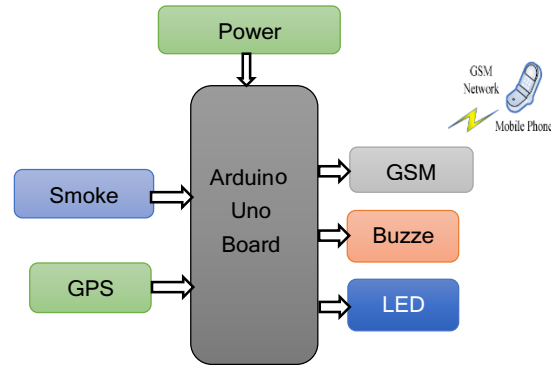 Power
GSM
Network
Mobile Phone
Arduino
Uno
Board
Smoke
GPS
GSM
Buzze
LED